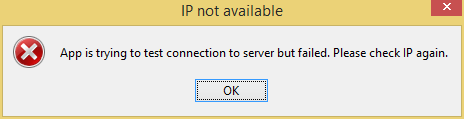 IP not available
App is trying to test connection to server but failed. Please check IP again.
OK